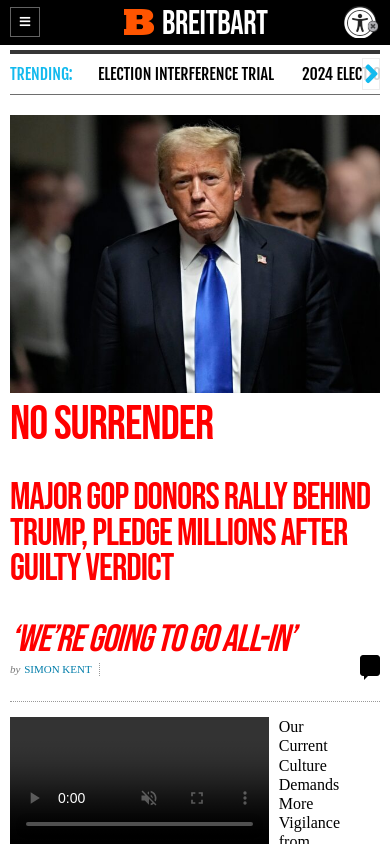 BREITBART
TRENDING: ELECTION INTERFERENCE TRIAL 2024 ELEC
NO SURRENDER
MAJOR GOP DONORS RALLY BEHIND
TRUMP, PLEDGE MILLIONS AFTER
GUILTY VERDICT
‘WE’RE GOING TO GO ALL-IN’
by SIMON KENT
0:00
Our
Current
Culture
Demands
More
Vigilance
from